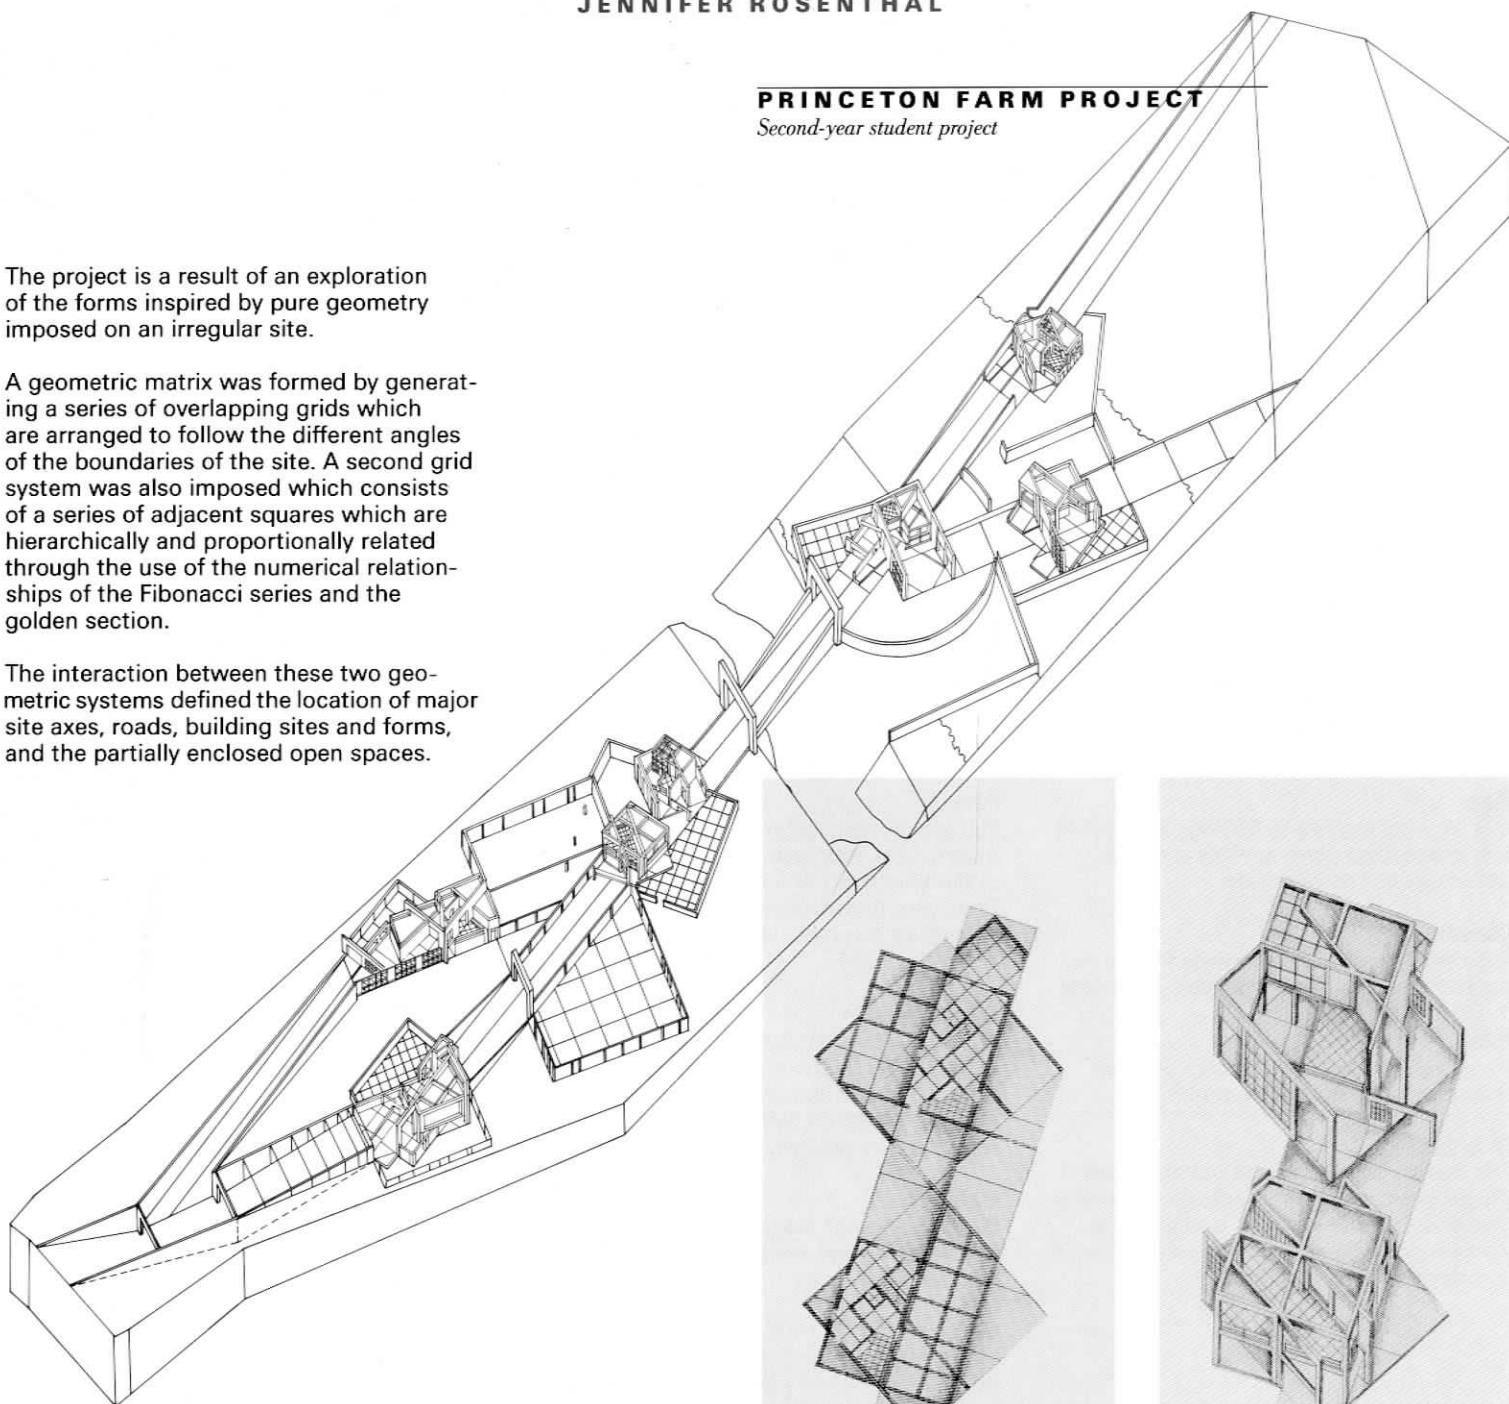 JENNIFER ROSENTHAL
PRINCETON FARM PROJECT
Second-year student project
The project is a result of an exploration
of the forms inspired by pure geometry
imposed on an irregular site.
A geometric matrix was formed by generat-
ing a series of overlapping grids which
are arranged to follow the different angles
of the boundaries of the site. A second grid
system was also imposed which consists
of a series of adjacent squares which are
hierarchically and proportionally related
through the use of the numerical relation-
ships of the Fibonacci series and the
golden section.
The interaction between these two geo-
metric systems defined the location of major
site axes, roads, building sites and forms,
and the partially enclosed open spaces.